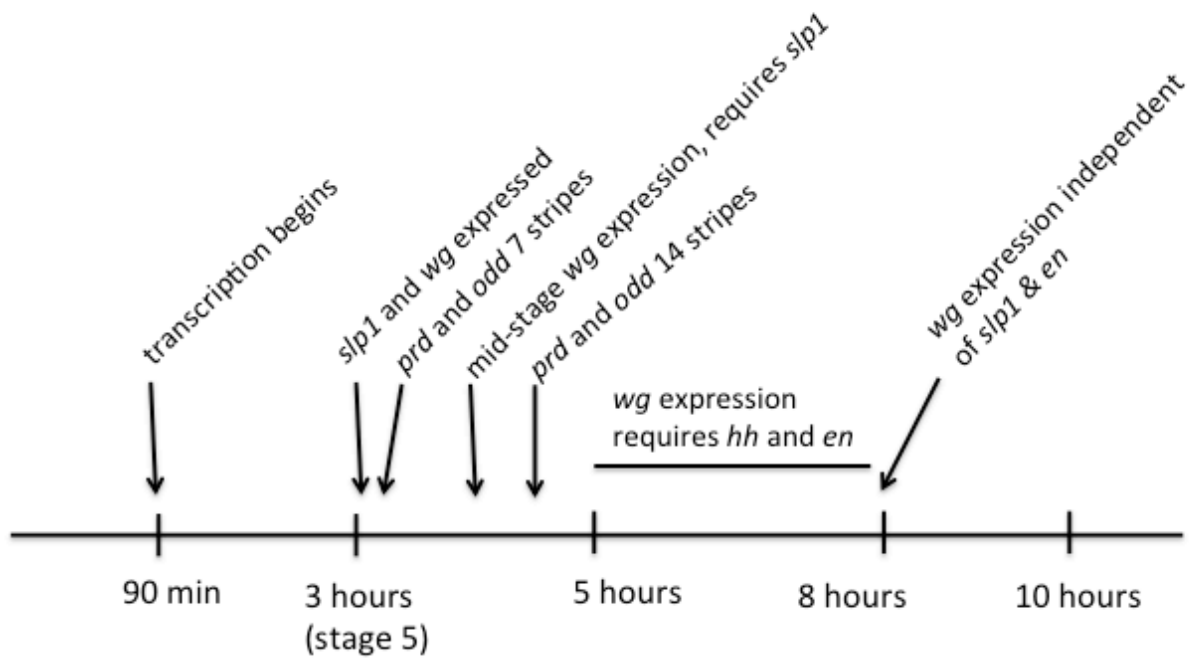 transcription begins
slp1 and wg expressed
prd and odd 7 stripes
mid-stage wg expression, requires slp1
prd and odd 14 stripes
wg expression
requires hh and en
wg expression independent
of slp1 & en
90 min
3 hours
(stage 5)
5 hours
8 hours
10 hours